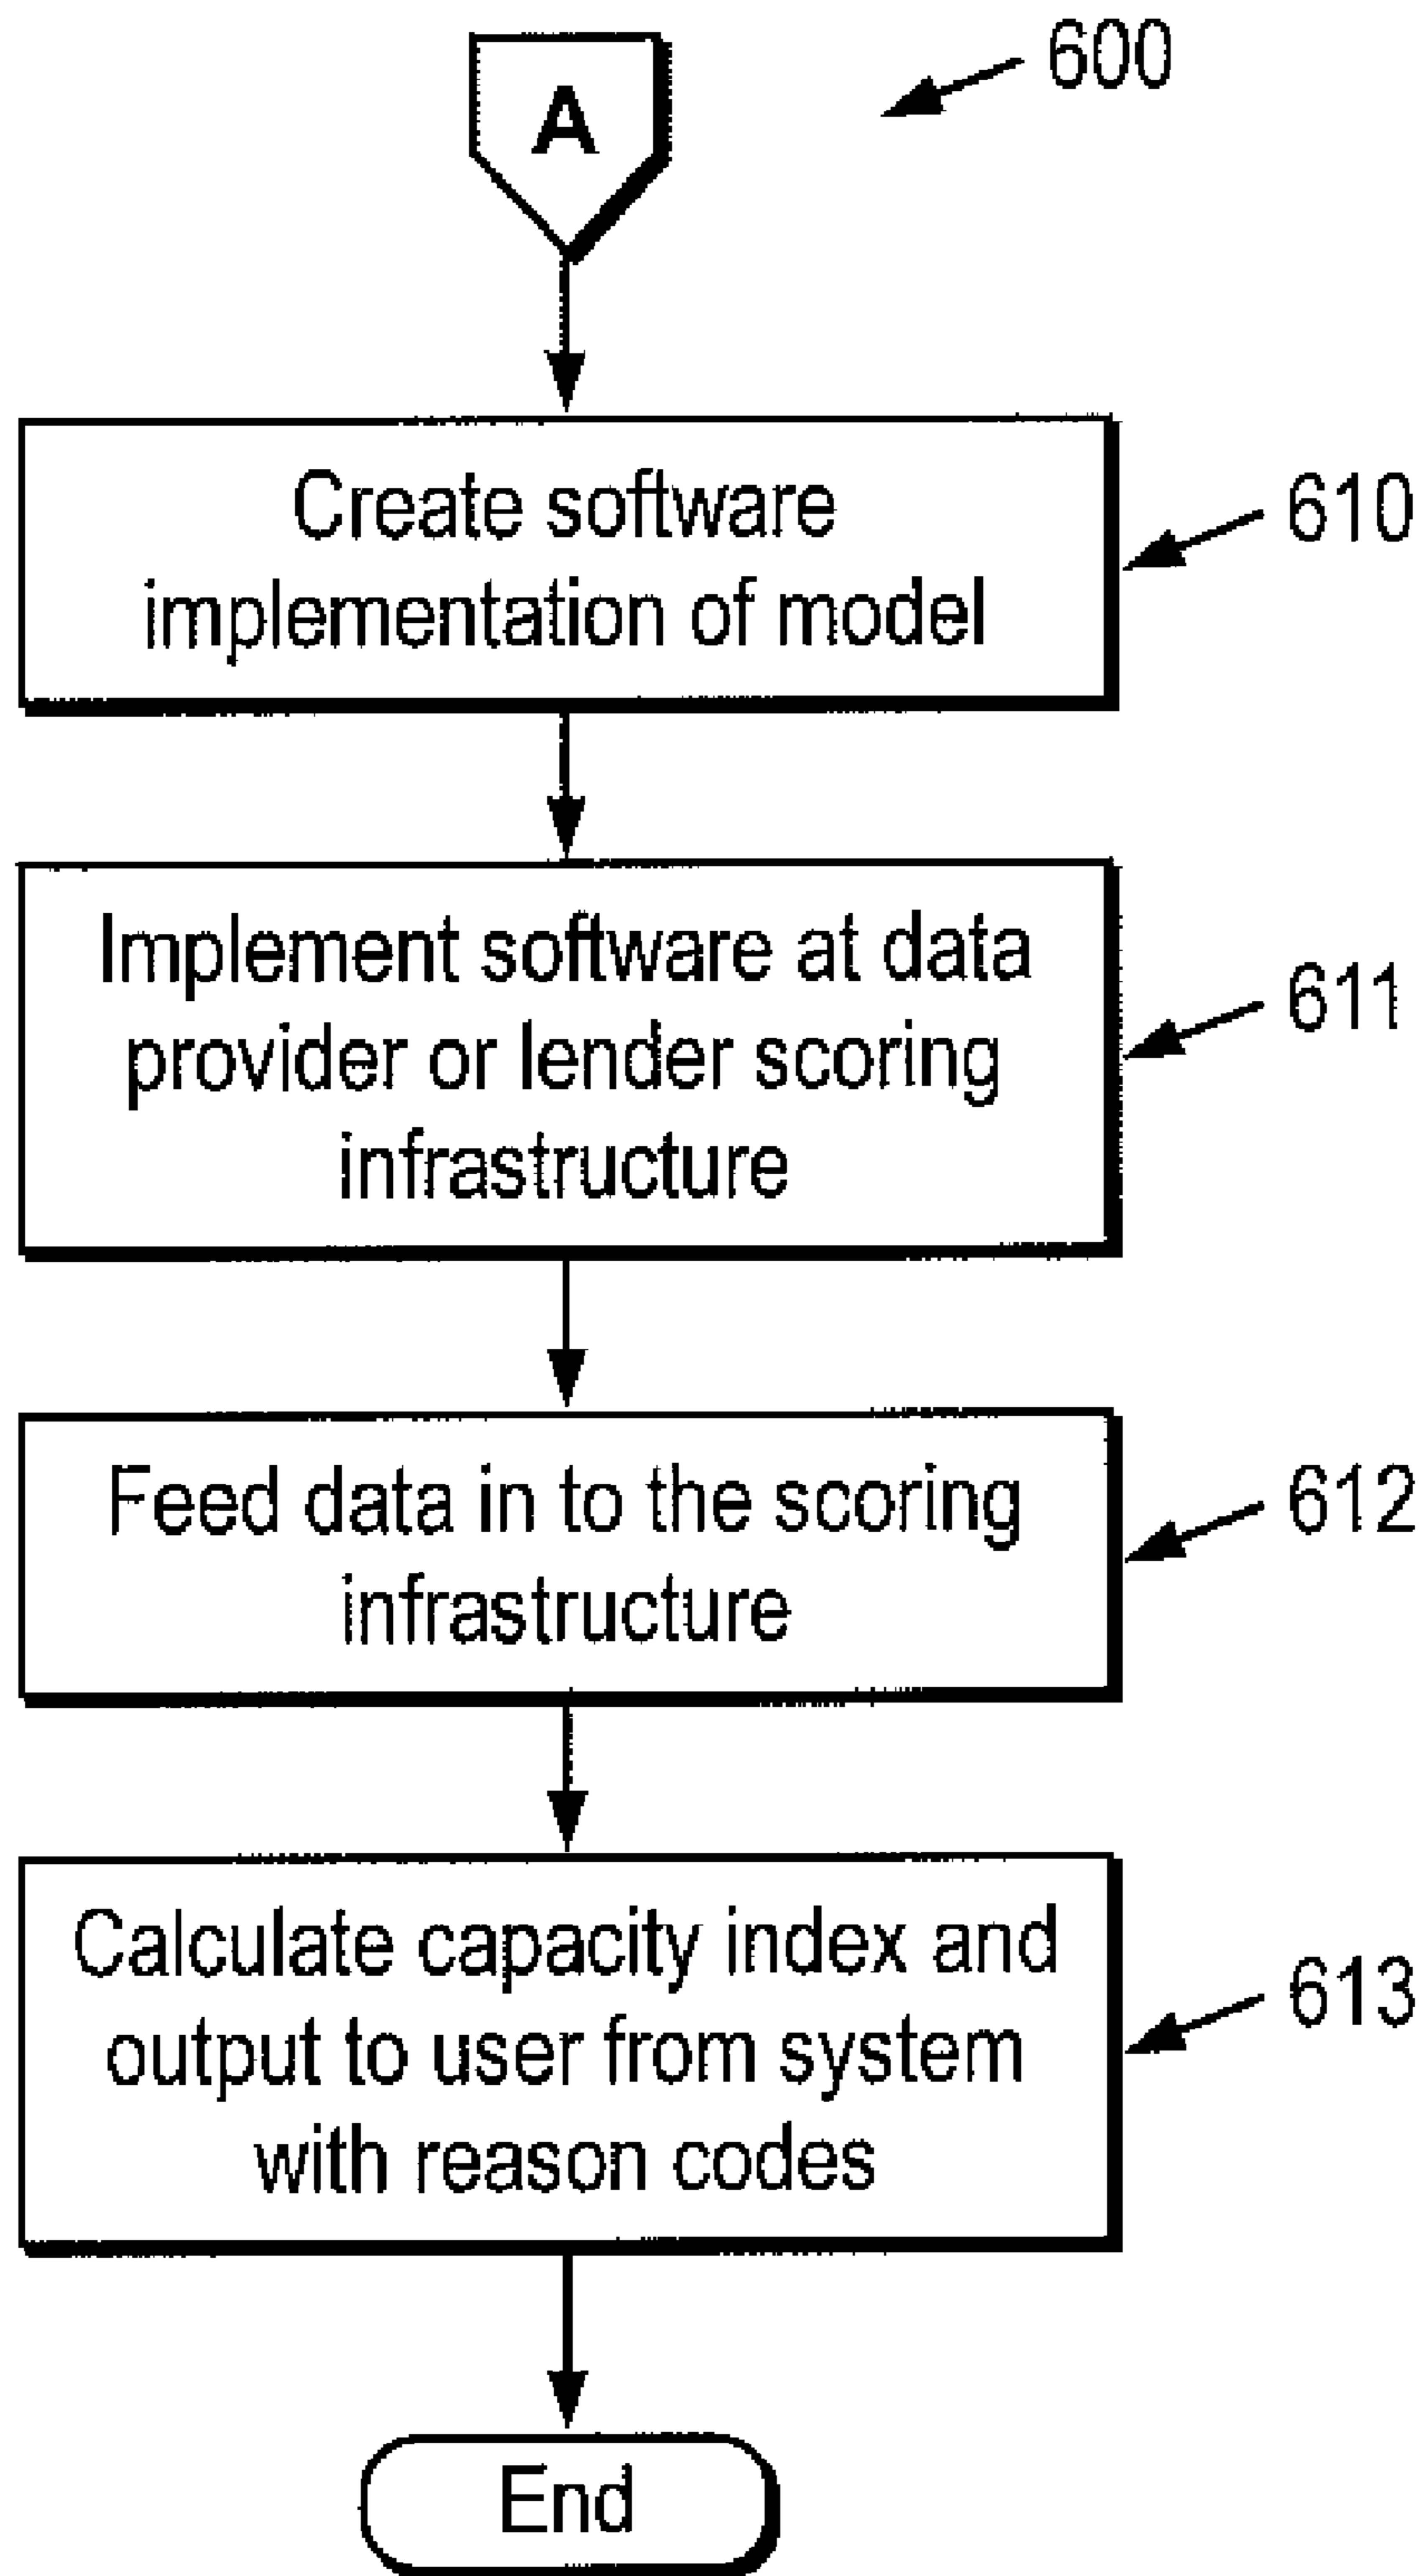 A
600
Create software
implementation of model
610
Implement software at data
provider or lender scoring
infrastructure
611
Feed data in to the scoring
infrastructure
612
Calculate capacity index and
output to user from system
with reason codes
613
End